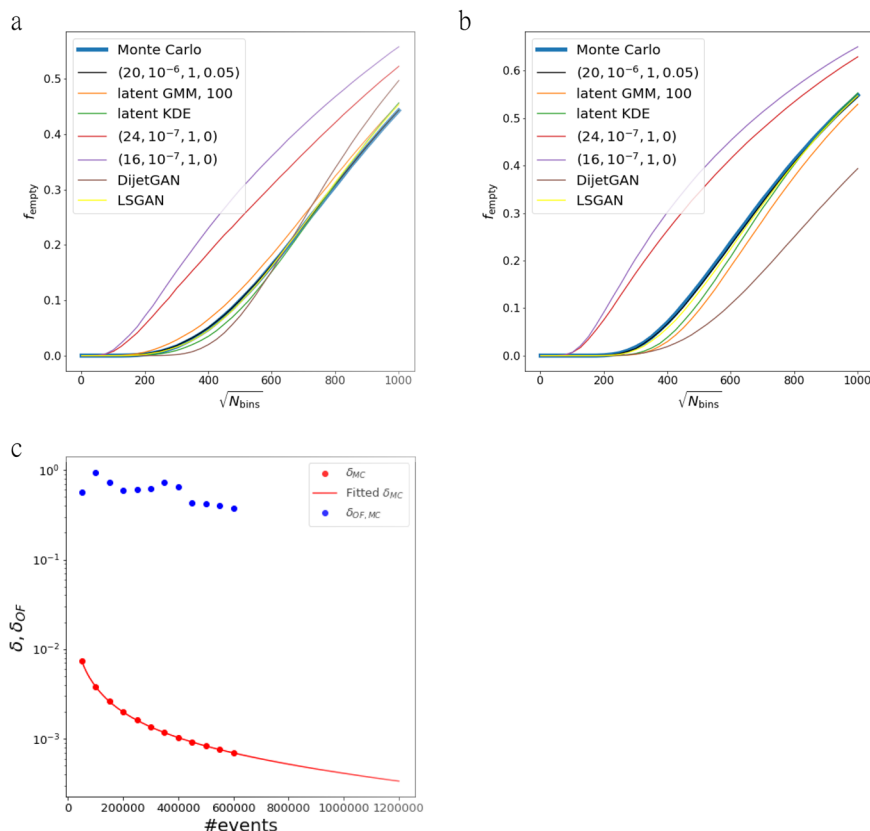 a
Monte Carlo
(20, 10⁻⁶, 1, 0.05)
latent GMM, 100
latent KDE
(24, 10⁻⁷, 1, 0)
(16, 10⁻⁷, 1, 0)
DijetGAN
LSGAN
0.5
0.4
0.3
0.2
0.1
0.0
f_empty
0 200 400 600 800 1000
√N_bins
b
Monte Carlo
(20, 10⁻⁶, 1, 0.05)
latent GMM, 100
latent KDE
(24, 10⁻⁷, 1, 0)
(16, 10⁻⁷, 1, 0)
DijetGAN
LSGAN
0.6
0.5
0.4
0.3
0.2
0.1
0.0
f_empty
0 200 400 600 800 1000
√N_bins
c
δ_MC
Fitted δ_MC
δ_OF,MC
10⁰
10⁻¹
10⁻²
10⁻³
δ, δ_OF
0 200000 400000 600000 800000 1000000 1200000
#events